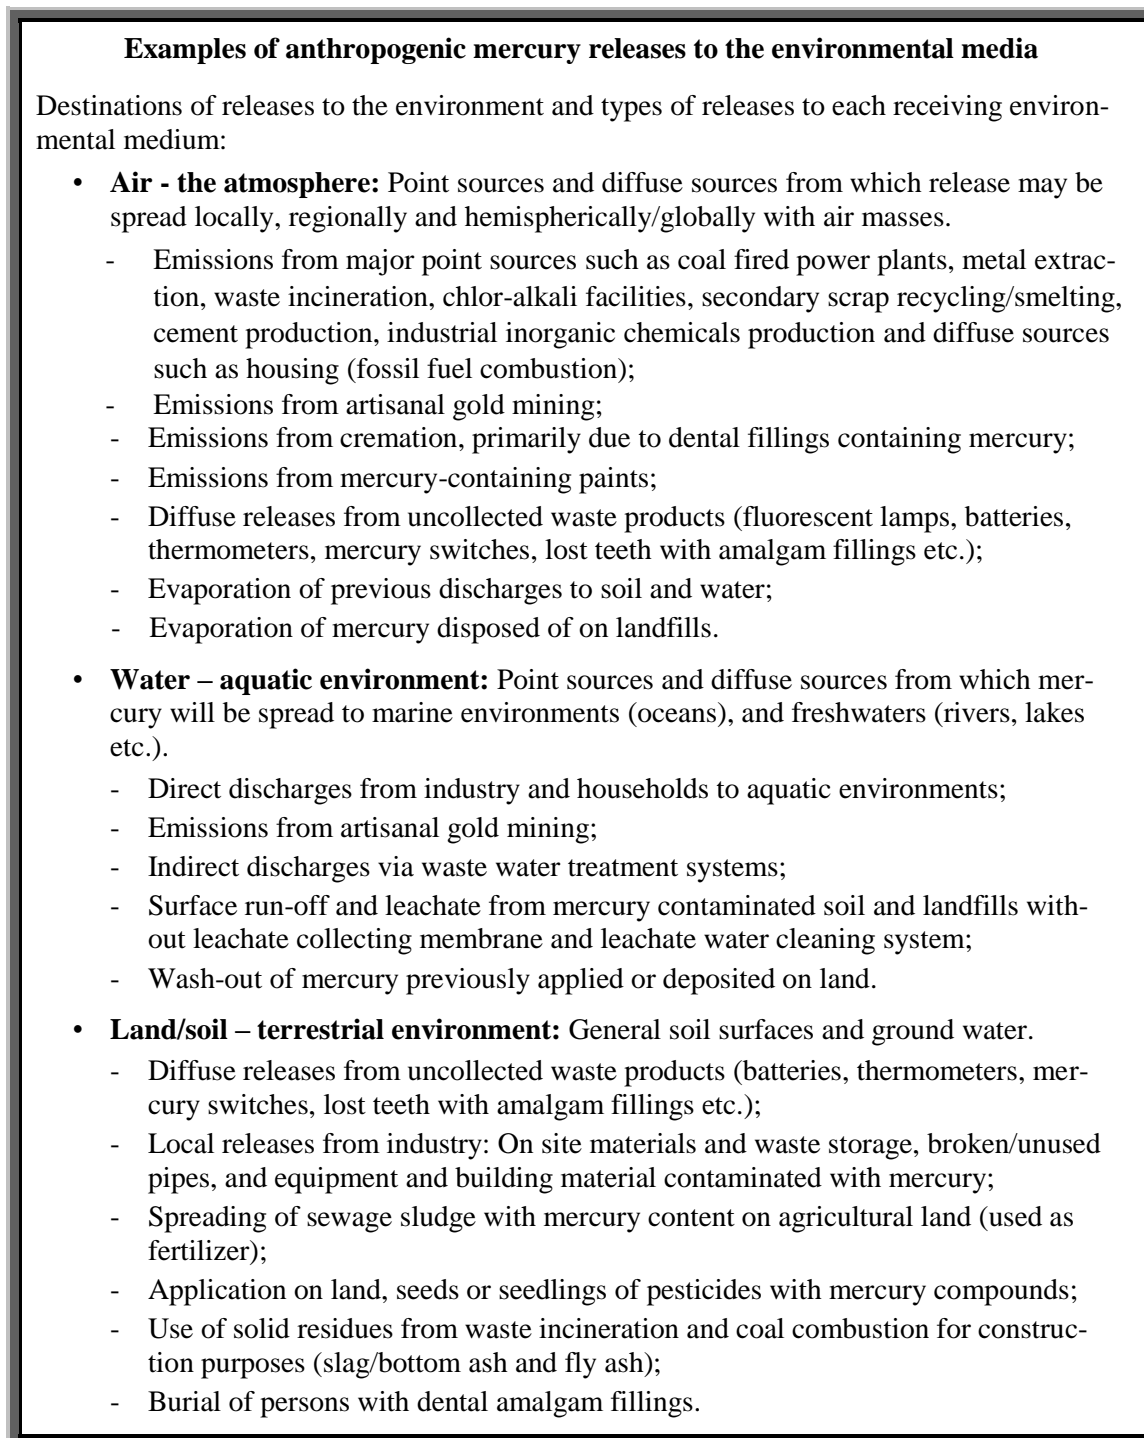 Examples of anthropogenic mercury releases to the environmental media
Destinations of releases to the environment and types of releases to each receiving environ-
mental medium:
• Air - the atmosphere: Point sources and diffuse sources from which release may be
spread locally, regionally and hemispherically/globally with air masses.
- Emissions from major point sources such as coal fired power plants, metal extrac-
tion, waste incineration, chlor-alkali facilities, secondary scrap recycling/smelting,
cement production, industrial inorganic chemicals production and diffuse sources
such as housing (fossil fuel combustion);
- Emissions from artisanal gold mining;
- Emissions from cremation, primarily due to dental fillings containing mercury;
- Emissions from mercury-containing paints;
- Diffuse releases from uncollected waste products (fluorescent lamps, batteries,
thermometers, mercury switches, lost teeth with amalgam fillings etc.);
- Evaporation of previous discharges to soil and water;
- Evaporation of mercury disposed of on landfills.
• Water – aquatic environment: Point sources and diffuse sources from which mer-
cury will be spread to marine environments (oceans), and freshwaters (rivers, lakes
etc.).
- Direct discharges from industry and households to aquatic environments;
- Emissions from artisanal gold mining;
- Indirect discharges via waste water treatment systems;
- Surface run-off and leachate from mercury contaminated soil and landfills with-
out leachate collecting membrane and leachate water cleaning system;
- Wash-out of mercury previously applied or deposited on land.
• Land/soil – terrestrial environment: General soil surfaces and ground water.
- Diffuse releases from uncollected waste products (batteries, thermometers, mer-
cury switches, lost teeth with amalgam fillings etc.);
- Local releases from industry: On site materials and waste storage, broken/unused
pipes, and equipment and building material contaminated with mercury;
- Spreading of sewage sludge with mercury content on agricultural land (used as
fertilizer);
- Application on land, seeds or seedlings of pesticides with mercury compounds;
- Use of solid residues from waste incineration and coal combustion for construc-
tion purposes (slag/bottom ash and fly ash);
- Burial of persons with dental amalgam fillings.